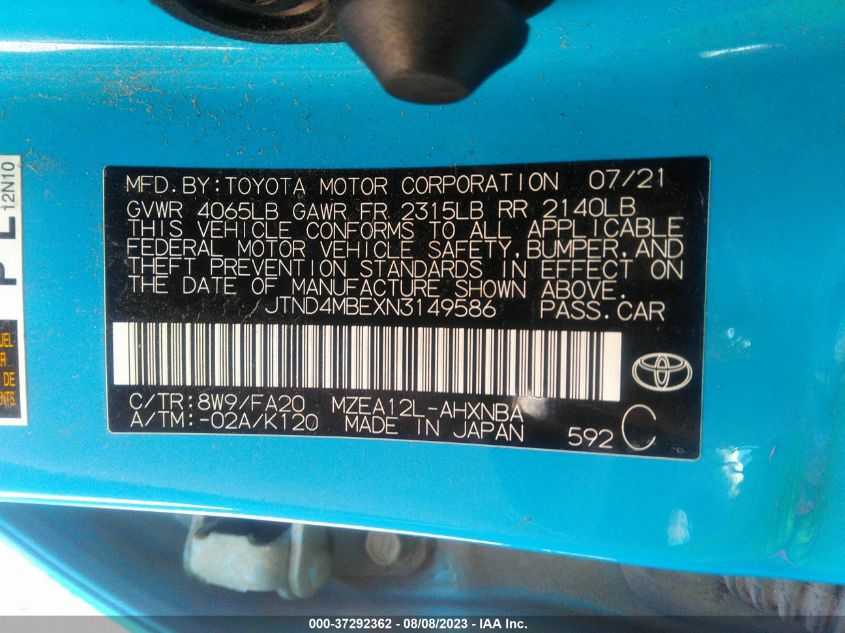 MFD. BY: TOYOTA MOTOR CORPORATION 07/21
GVWR 4065LB GAWR FR 2315LB RR 2140LB
THIS VEHICLE CONFORMS TO ALL APPLICABLE
FEDERAL MOTOR VEHICLE SAFETY, BUMPER, AND
THEFT PREVENTION STANDARDS IN EFFECT ON
THE DATE OF MANUFACTURE SHOWN ABOVE.
JTND4MBEXN3149586 PASS. CAR
C/TR: 8W9/FA20 MZEA12L-AHXNBA
A/TM: -02A/K120 MADE IN JAPAN 592 C
12N10
P L
UEL
R
DE
ENTS.
000-37292362 - 08/08/2023 - IAA Inc.